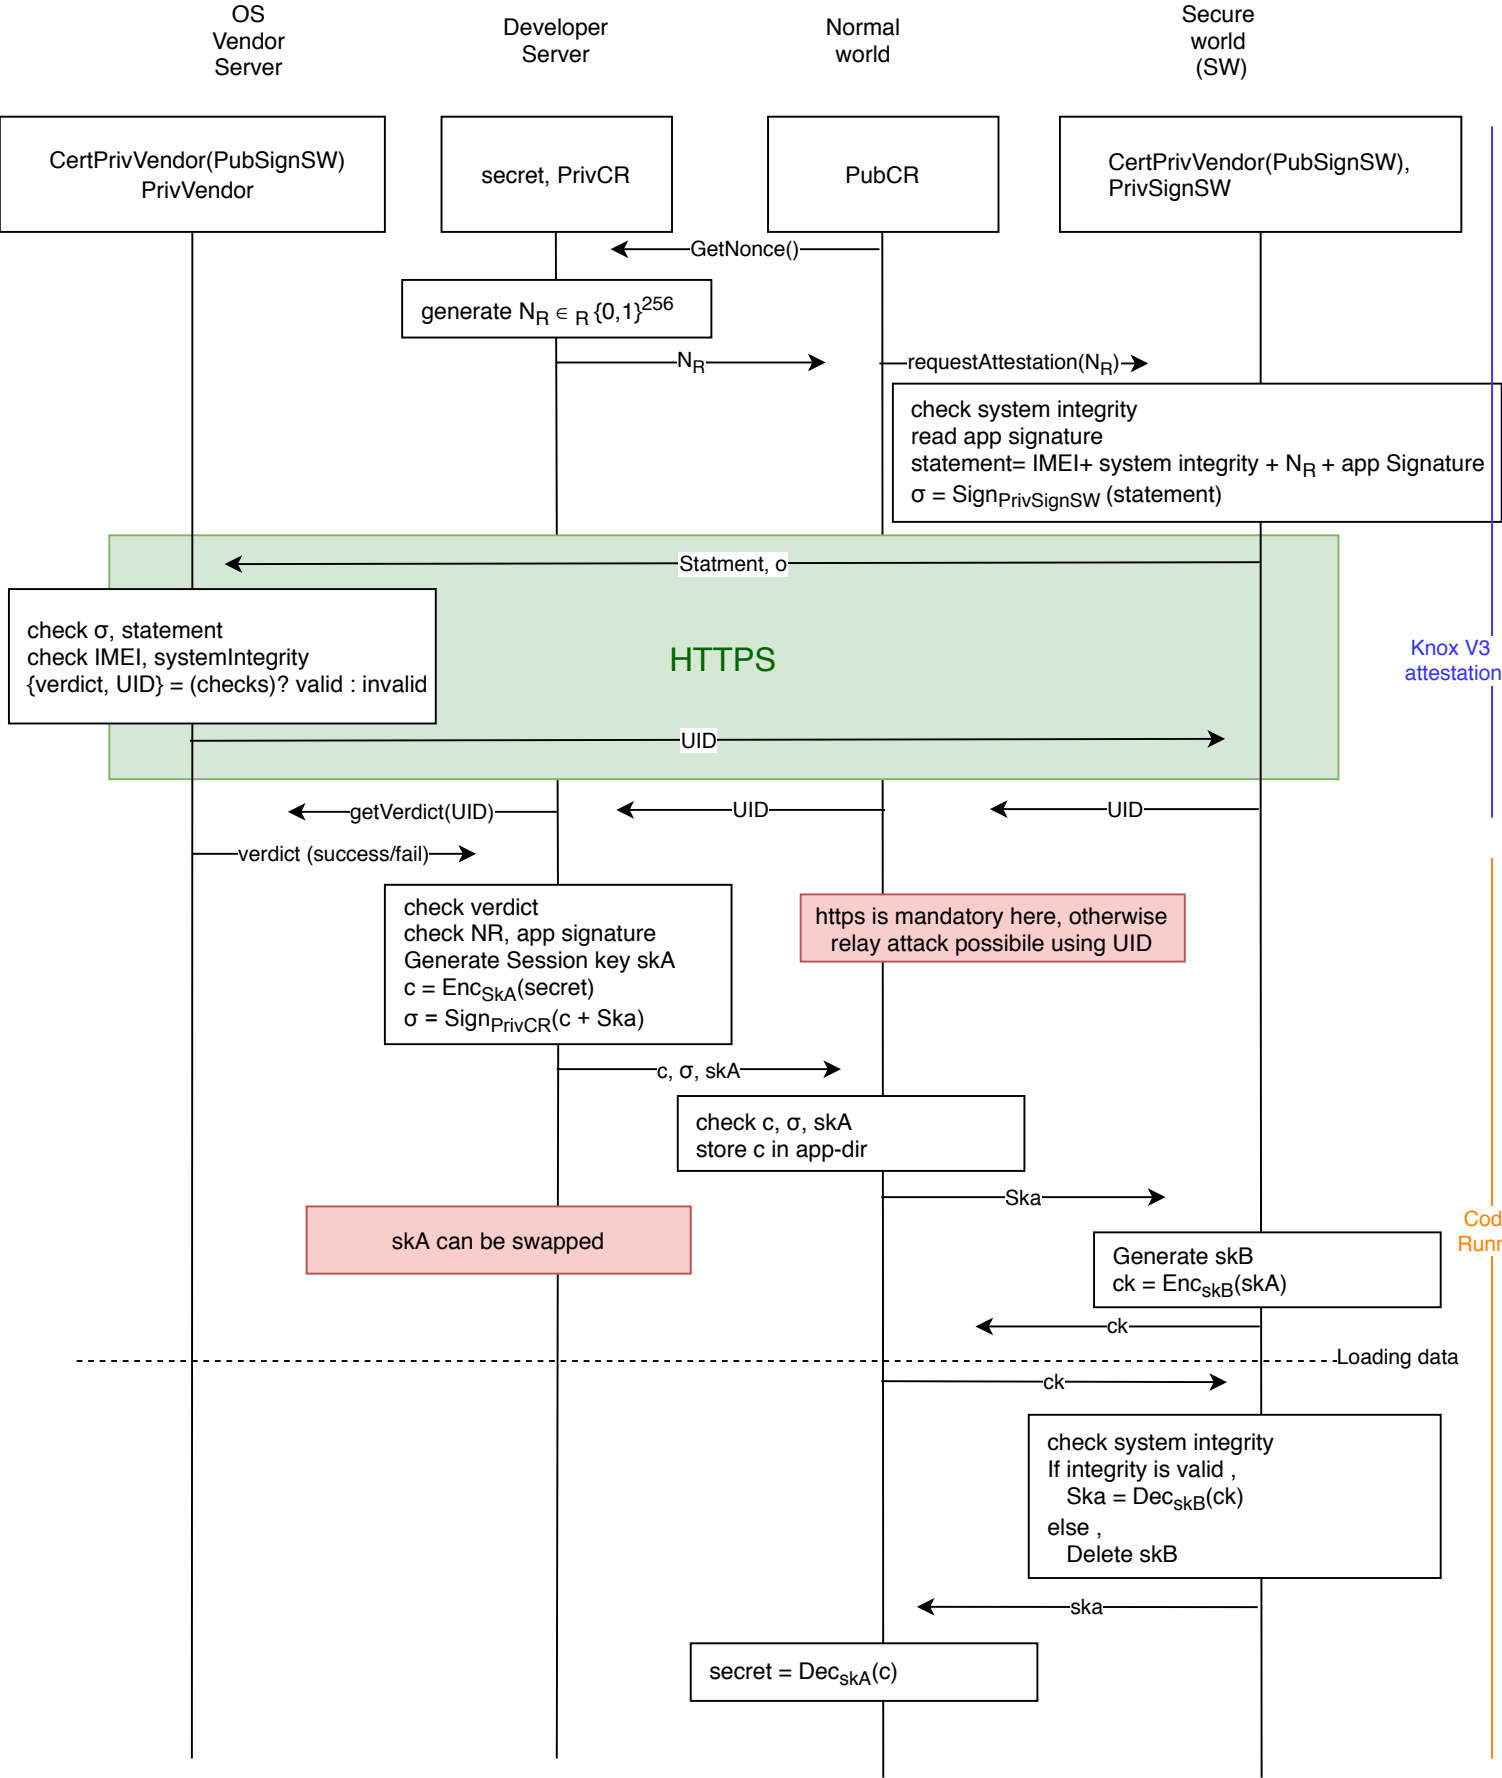 OS
Vendor
Server
Developer
Server
Normal
world
Secure
world
(SW)
CertPrivVendor(PubSignSW)
PrivVendor
secret, PrivCR
PubCR
CertPrivVendor(PubSignSW),
PrivSignSW
GetNonce()
generate NR ∈ R {0,1}256
NR
requestAttestation(NR)
check system integrity
read app signature
statement= IMEI+ system integrity + NR + app Signature
σ = SignPrivSignSW (statement)
Statment, o
check σ, statement
check IMEI, systemIntegrity
{verdict, UID} = (checks)? valid : invalid
HTTPS
Knox V3
attestation
UID
getVerdict(UID)
UID
UID
verdict (success/fail)
check verdict
check NR, app signature
Generate Session key skA
c = EncSkA(secret)
σ = SignPrivCR(c + Ska)
https is mandatory here, otherwise
relay attack possibile using UID
c, σ, skA
check c, σ, skA
store c in app-dir
Ska
skA can be swapped
Cod
Runr
Generate skB
ck = EncskB(skA)
ck
Loading data
ck
check system integrity
If integrity is valid ,
Ska = DecskB(ck)
else ,
Delete skB
ska
secret = DecskA(c)